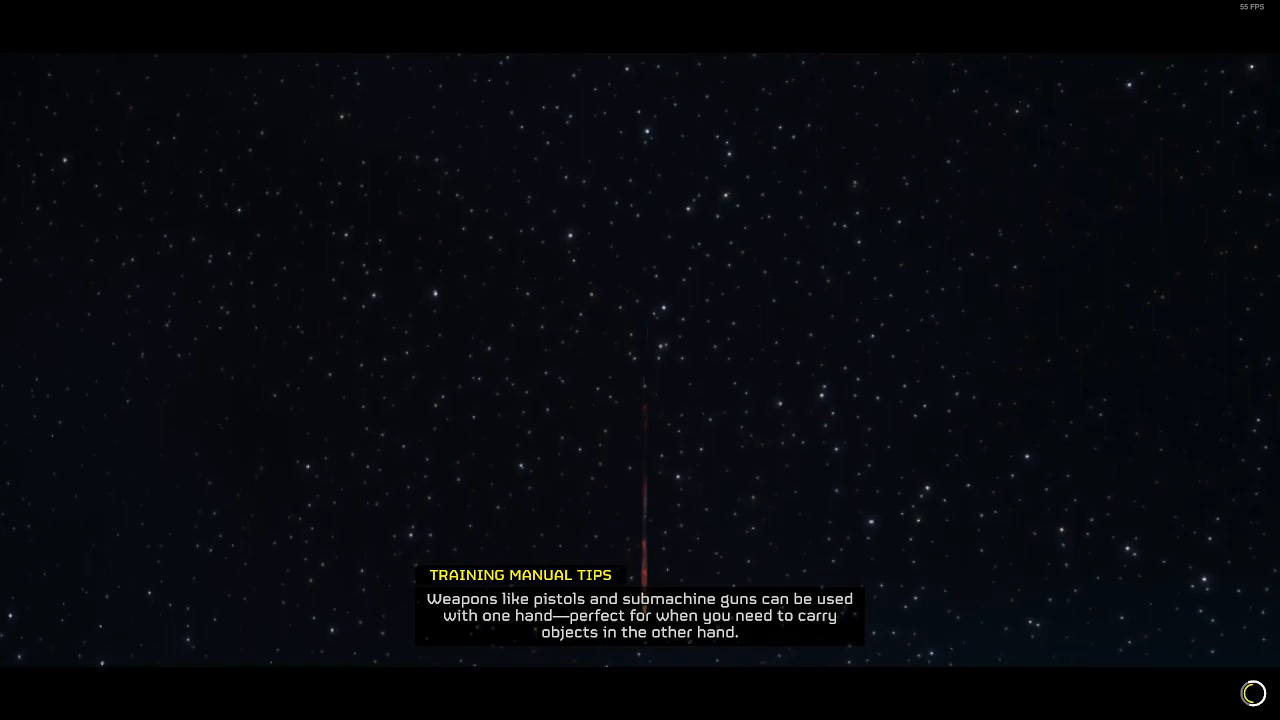 55 FPS
TRAINING MANUAL TIPS
Weapons like pistols and submachine guns can be used
with one hand—perfect for when you need to carry
objects in the other hand.